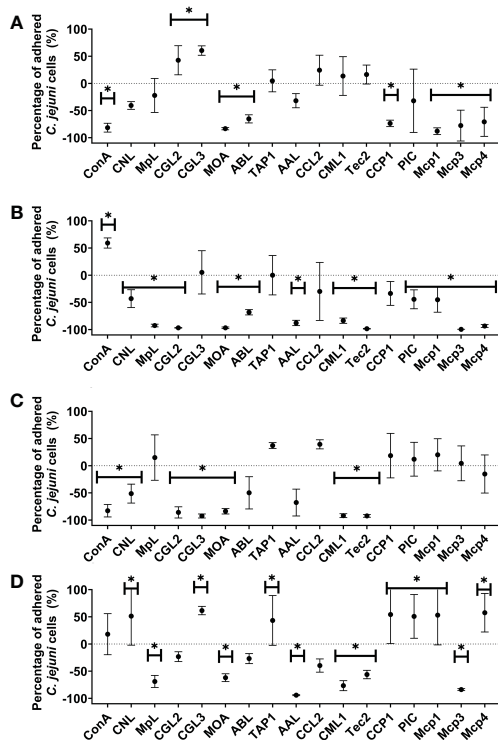 A
Percentage of adhered
C. jejuni cells (%)
100
50
0
-50
-100
* * * * *
ConA CNL MpL CGL2 CGL3 MOA ABL TAP1 AAL CCL2 CML1 Tec2 CCP1 PIC Mcp1 Mcp3 Mcp4
B
Percentage of adhered
C. jejuni cells (%)
100
50
0
-50
-100
* * * * * *
ConA CNL MpL CGL2 CGL3 MOA ABL TAP1 AAL CCL2 CML1 Tec2 CCP1 PIC Mcp1 Mcp3 Mcp4
C
Percentage of adhered
C. jejuni cells (%)
100
50
0
-50
-100
* * *
ConA CNL MpL CGL2 CGL3 MOA ABL TAP1 AAL CCL2 CML1 Tec2 CCP1 PIC Mcp1 Mcp3 Mcp4
D
Percentage of adhered
C. jejuni cells (%)
100
50
0
-50
-100
* * * * * * * * * *
ConA CNL MpL CGL2 CGL3 MOA ABL TAP1 AAL CCL2 CML1 Tec2 CCP1 PIC Mcp1 Mcp3 Mcp4